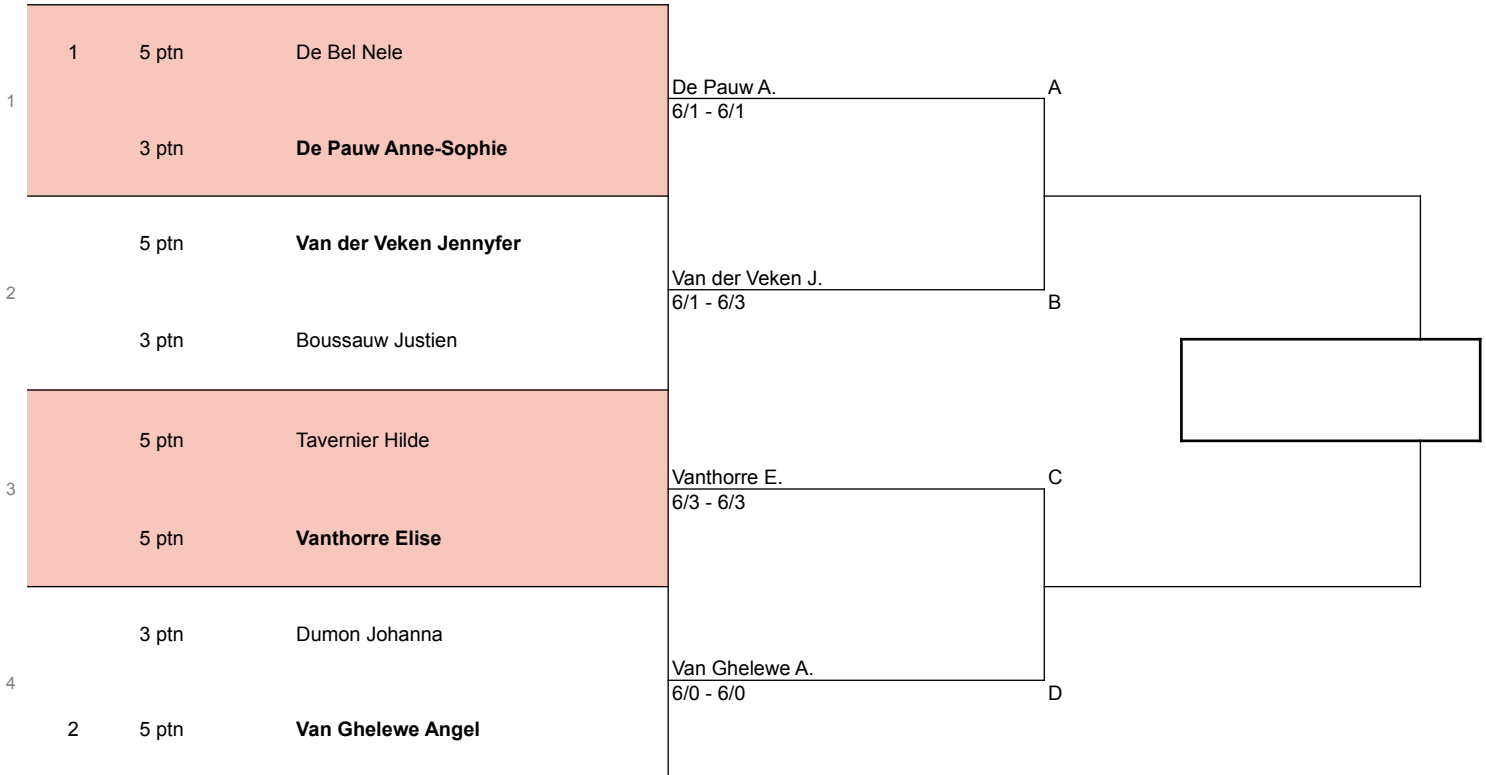 1 5 ptn De Bel Nele
De Pauw A. A
1
6/1 - 6/1
3 ptn De Pauw Anne-Sophie
5 ptn Van der Veken Jennyfer
Van der Veken J.
2
6/1 - 6/3 B
3 ptn Boussauw Justien
5 ptn Tavernier Hilde
Vanthorre E. C
3
6/3 - 6/3
5 ptn Vanthorre Elise
3 ptn Dumon Johanna
Van Ghelewe A.
4
6/0 - 6/0 D
2 5 ptn Van Ghelewe Angel